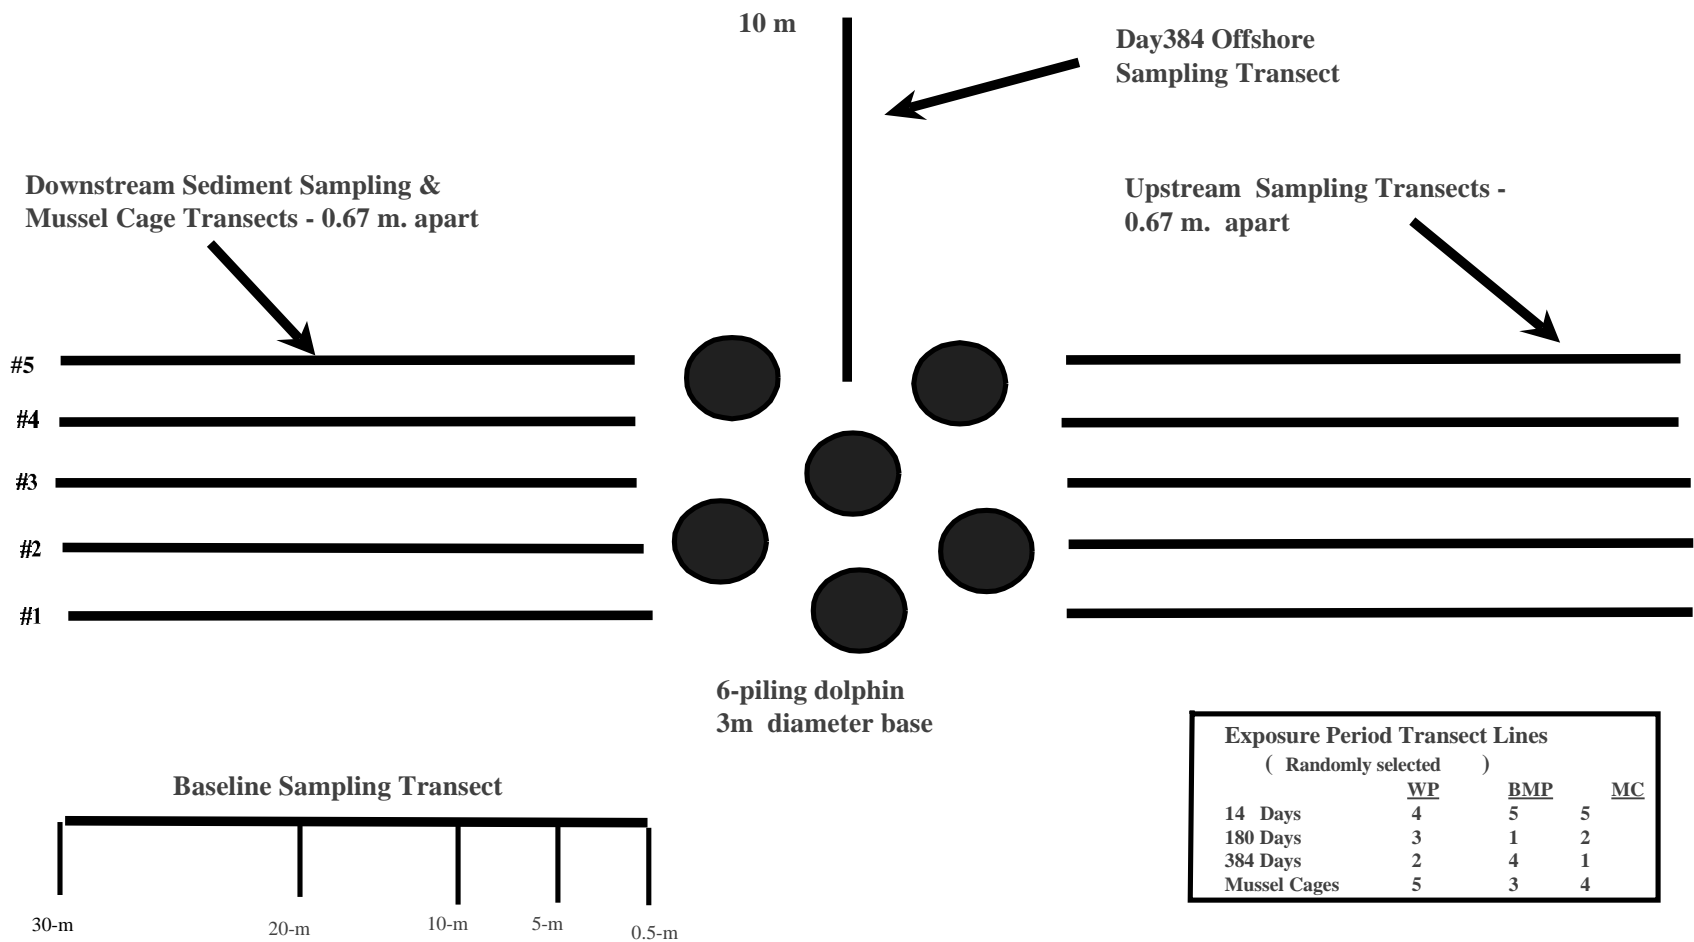 10 m
Day384 Offshore
Sampling Transect
Downstream Sediment Sampling &
Mussel Cage Transects - 0.67 m. apart
Upstream Sampling Transects -
0.67 m. apart
#5
#4
#3
#2
#1
6-piling dolphin
3m diameter base
Exposure Period Transect Lines
( Randomly selected )
WP BMP MC
14 Days 4 5 5
180 Days 3 1 2
384 Days 2 4 1
Mussel Cages 5 3 4
Baseline Sampling Transect
30-m 20-m 10-m 5-m 0.5-m